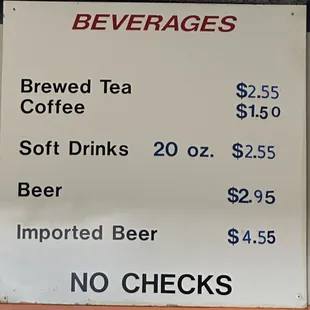 BEVERAGES
Brewed Tea $2.55
Coffee $1.50
Soft Drinks 20 oz. $2.55
Beer $2.95
Imported Beer $4.55
NO CHECKS